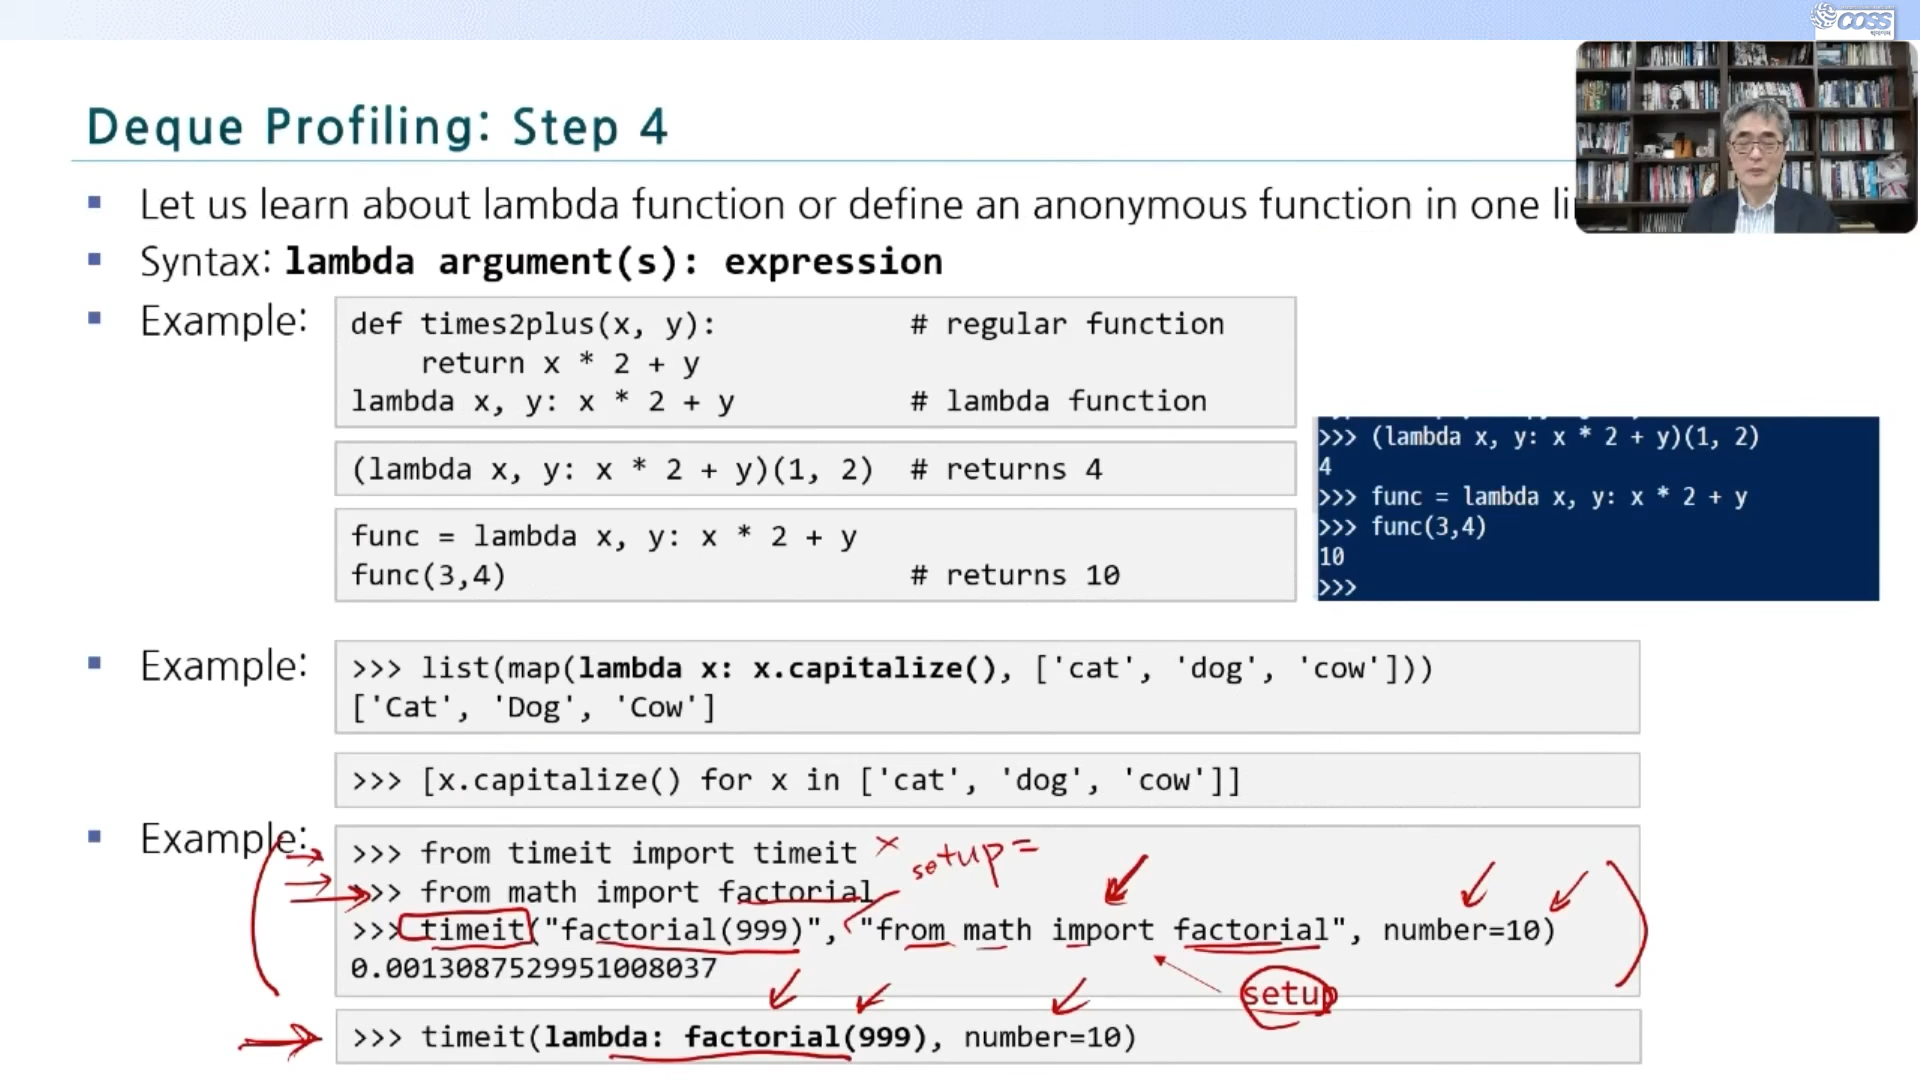 COSS
Deque Profiling: Step 4
▪ Let us learn about lambda function or define an anonymous function in one li
▪ Syntax: lambda argument(s): expression
▪ Example:
def times2plus(x, y):           # regular function
    return x * 2 + y
lambda x, y: x * 2 + y          # lambda function
(lambda x, y: x * 2 + y)(1, 2)  # returns 4
func = lambda x, y: x * 2 + y
func(3,4)                       # returns 10
>>> (lambda x, y: x * 2 + y)(1, 2)
4
>>> func = lambda x, y: x * 2 + y
>>> func(3,4)
10
>>>
▪ Example:
>>> list(map(lambda x: x.capitalize(), ['cat', 'dog', 'cow']))
['Cat', 'Dog', 'Cow']
>>> [x.capitalize() for x in ['cat', 'dog', 'cow']]
▪ Example:
>>> from timeit import timeit
setup =
>>> from math import factorial
>>> timeit("factorial(999)", "from math import factorial", number=10)
0.0013087529951008037
setup
>>> timeit(lambda: factorial(999), number=10)